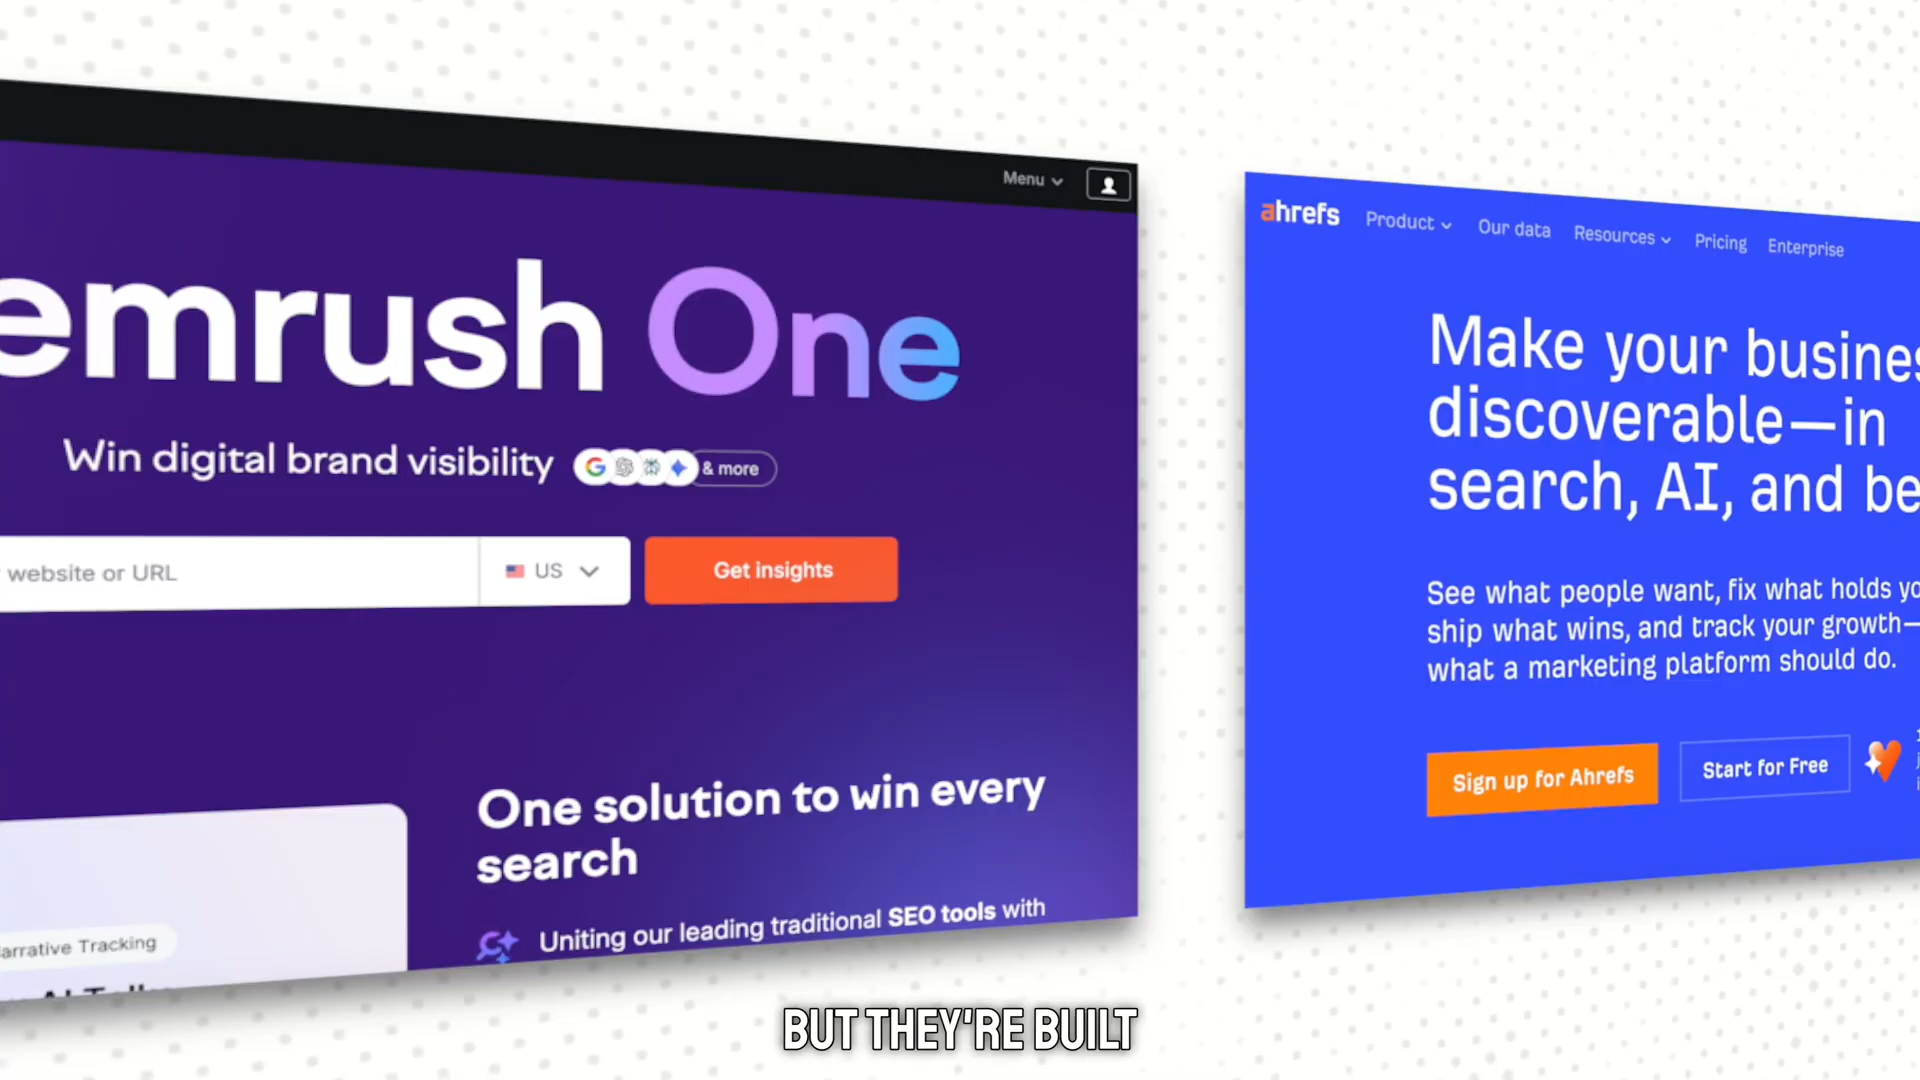 Menu
emrush One
Win digital brand visibility
& more
website or URL
US
Get insights
One solution to win every
search
Uniting our leading traditional SEO tools with
arrative Tracking
ahrefs
Product
Our data
Resources
Pricing
Enterprise
Make your busines
discoverable—in
search, AI, and be
See what people want, fix what holds yo
ship what wins, and track your growth—
what a marketing platform should do.
Sign up for Ahrefs
Start for Free
BUT THEY'RE BUILT